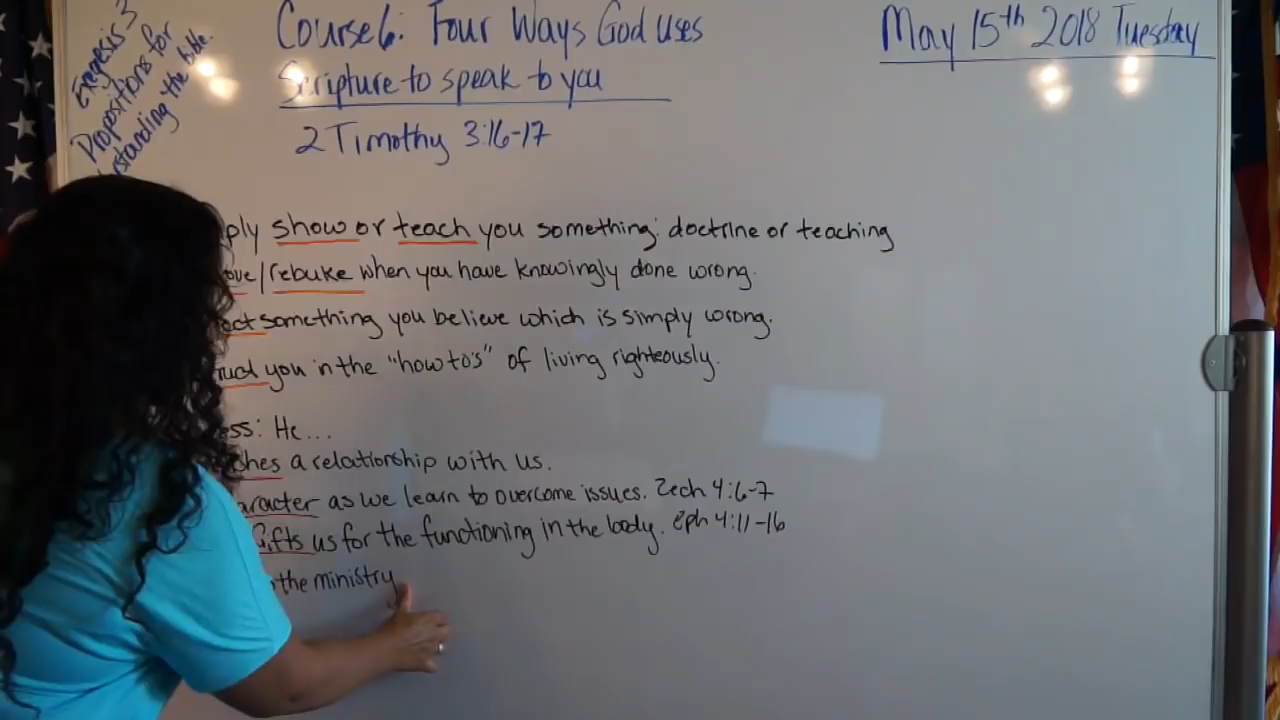 Exegesis 3
Propositions for
the bible.
Course 6: Four Ways God uses
Scripture to speak to you
2 Timothy 3:16-17
May 15th 2018 Tuesday
ply show or teach you something: doctrine or teaching
/rebuke when you have knowingly done wrong.
ect something you believe which is simply wrong.
you in the "how to's" of living righteously.
ess: He...
ches a relationship with us.
aracter as we learn to overcome issues. Zech 4:6-7
Gifts us for the functioning in the body. Eph 4:11-16
the ministry